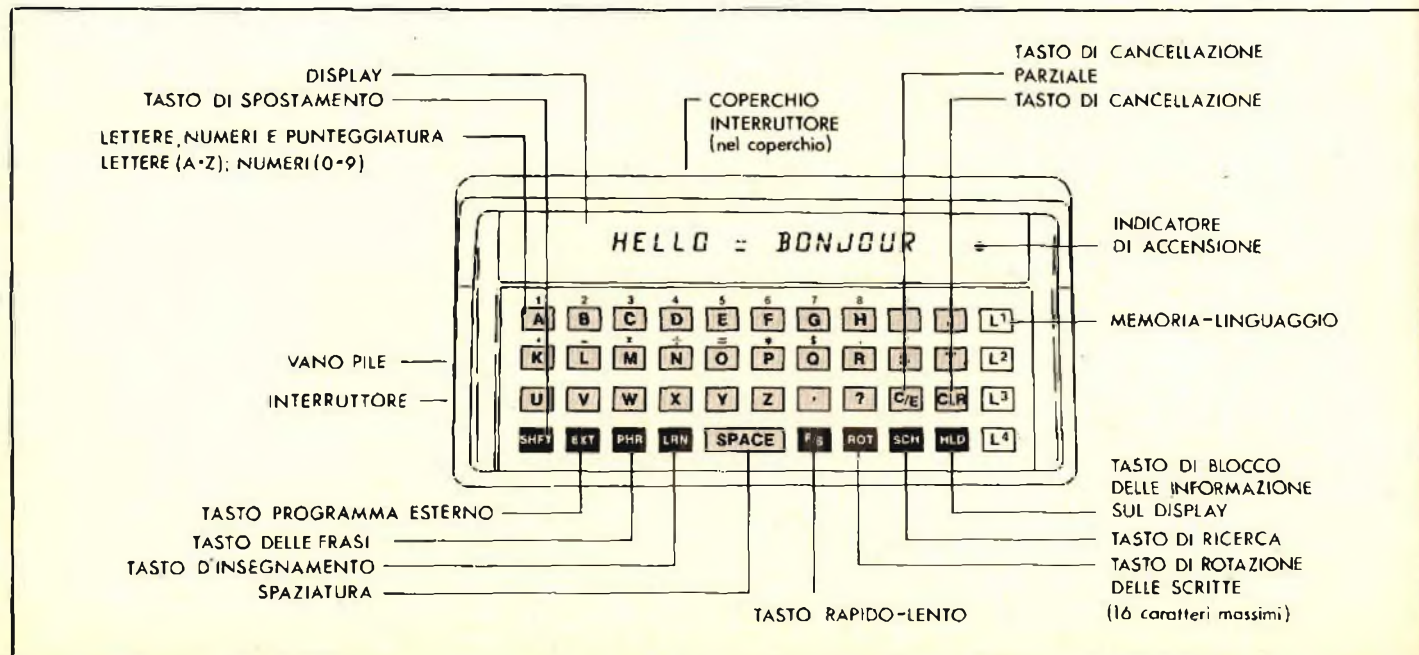 DISPLAY
TASTO DI SPOSTAMENTO
LETTERE, NUMERI E PUNTEGGIATURA
LETTERE (A-Z); NUMERI (0-9)
COPERCHIO
INTERRUTTORE
(nel coperchio)
TASTO DI CANCELLAZIONE
PARZIALE
TASTO DI CANCELLAZIONE
HELLO = BONJOUR
INDICATORE
DI ACCENSIONE
1 2 3 4 5 6 7 8
A B C D E F G H L1
MEMORIA-LINGUAGGIO
- x ÷ = * $ .
K L M N O P Q R L2
VANO PILE
U V W X Y Z ? C/E CLR L3
INTERRUTTORE
SHFT EXT PHR LRN SPACE F/S ROT SCH HLD L4
TASTO PROGRAMMA ESTERNO
TASTO DELLE FRASI
TASTO D'INSEGNAMENTO
SPAZIATURA
TASTO RAPIDO-LENTO
TASTO DI BLOCCO
DELLE INFORMAZIONE
SUL DISPLAY
TASTO DI RICERCA
TASTO DI ROTAZIONE
DELLE SCRITTE
(16 caratteri massimi)